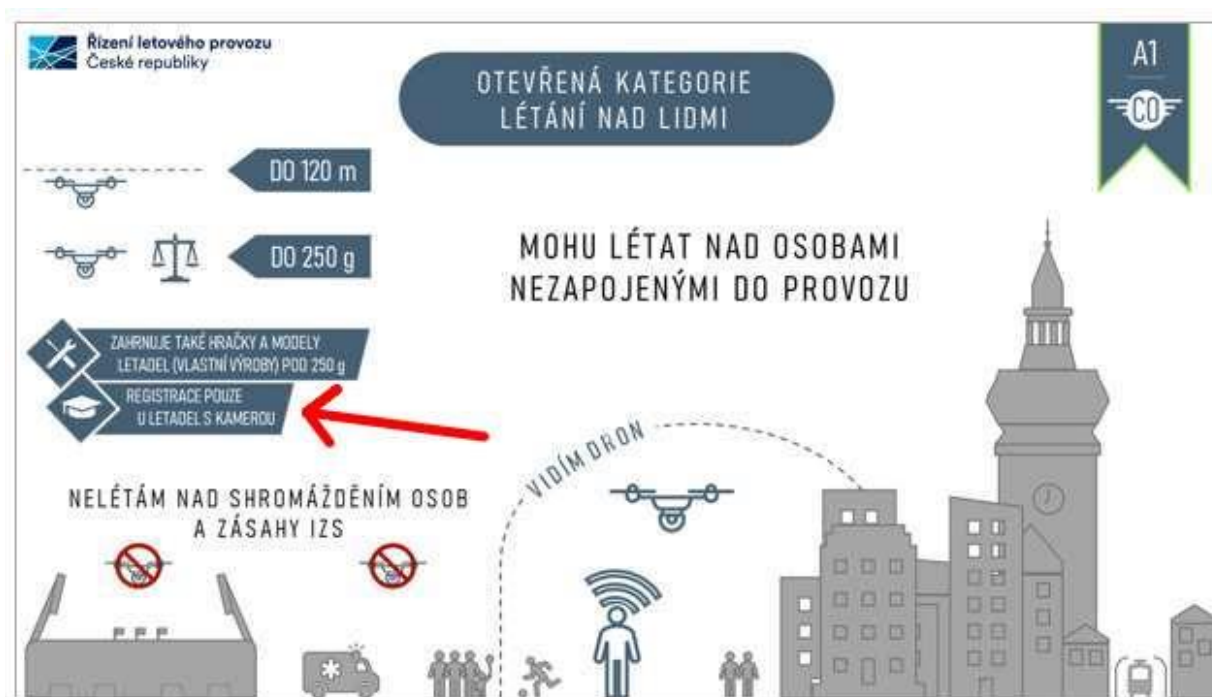 Řízení letového provozu
České republiky
OTEVŘENÁ KATEGORIE
LÉTÁNÍ NAD LIDMI
A1
C0
DO 120 m
DO 250 g
MOHU LÉTAT NAD OSOBAMI
NEZAPOJENÝMI DO PROVOZU
ZAHRNUJE TAKÉ HRAČKY A MODELY
LETADEL (VLASTNÍ VÝROBY) POD 250 g
REGISTRACE POUZE
U LETADEL S KAMEROU
VIDÍM DRON
NELÉTÁM NAD SHROMÁŽDĚNÍM OSOB
A ZÁSAHY IZS